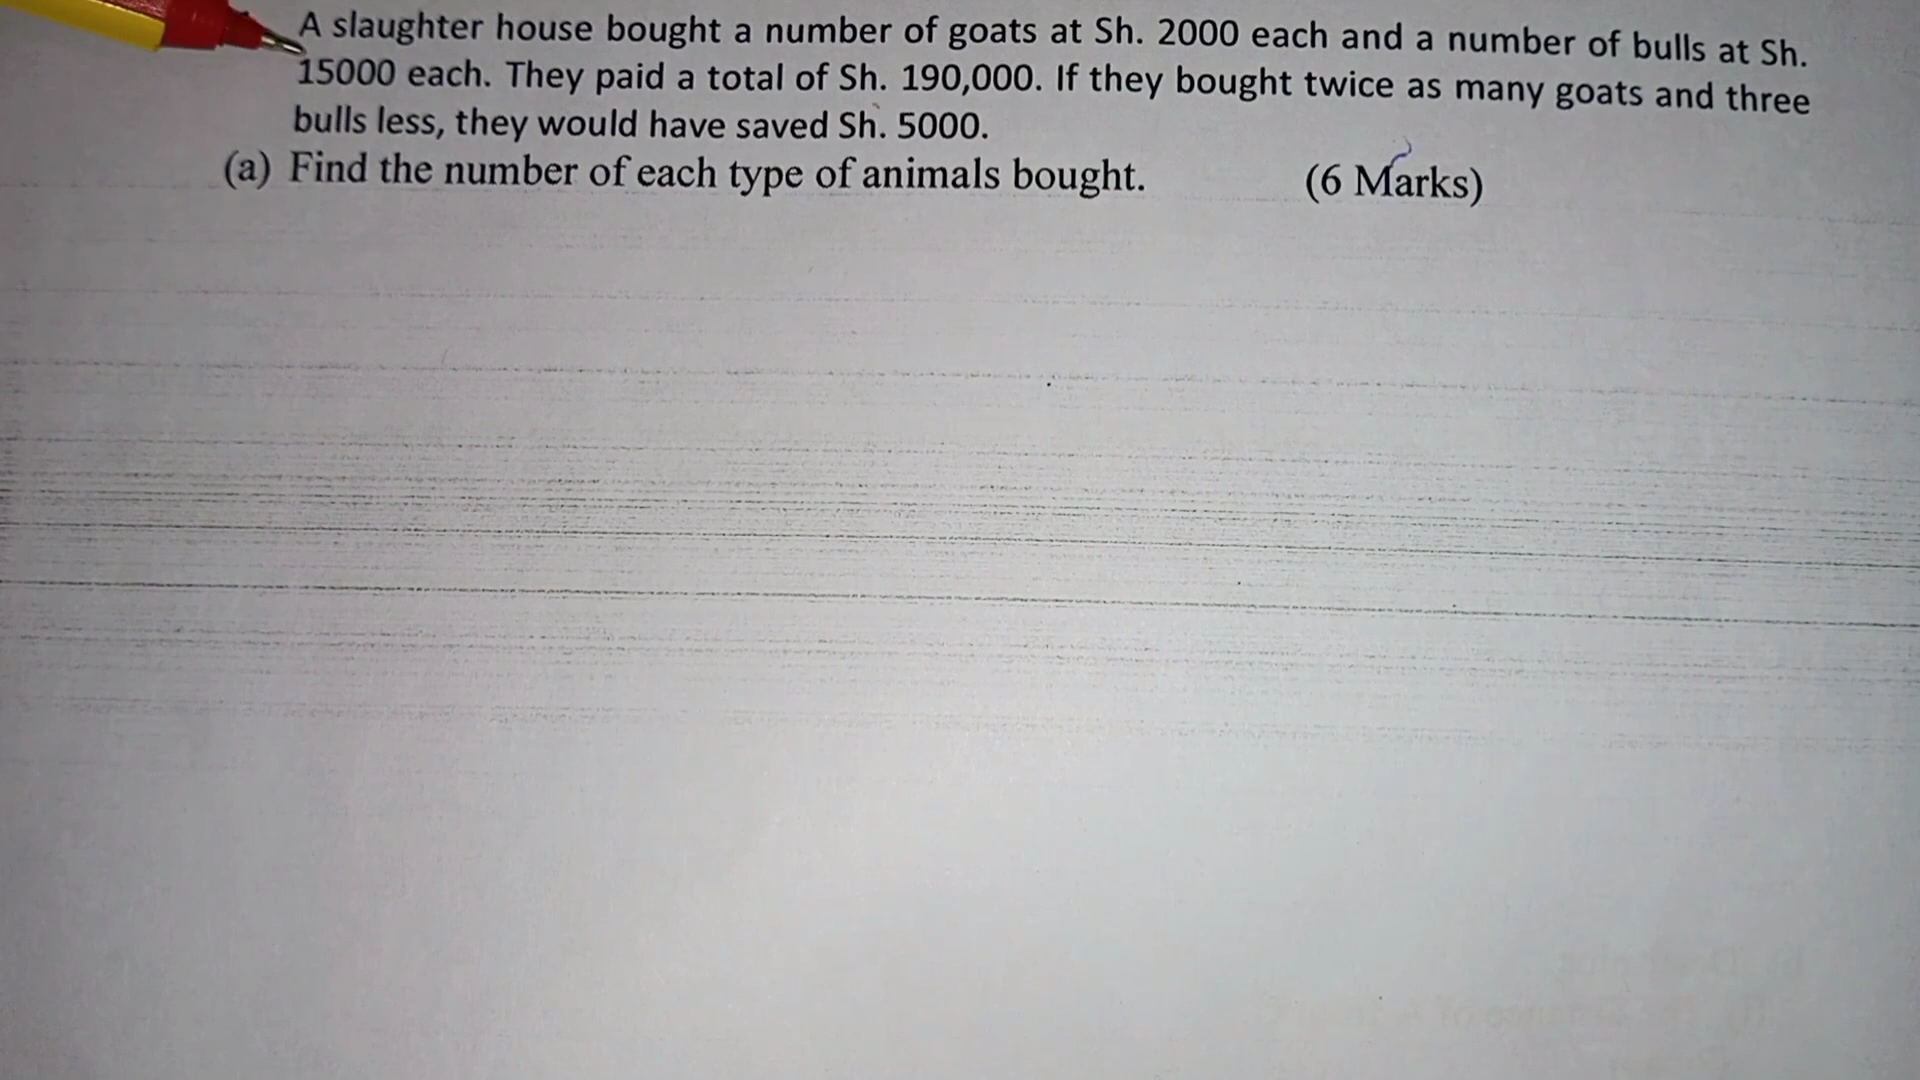 A slaughter house bought a number of goats at Sh. 2000 each and a number of bulls at Sh.
15000 each. They paid a total of Sh. 190,000. If they bought twice as many goats and three
bulls less, they would have saved Sh. 5000.
(a) Find the number of each type of animals bought. (6 Marks)